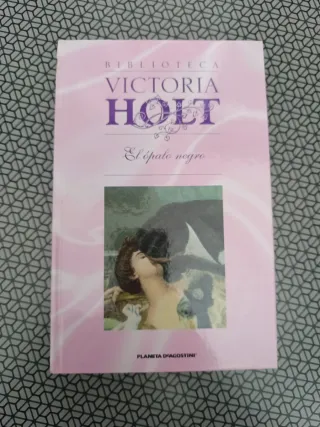 BIBLIOTECA
VICTORIA
HOLT
El ópalo negro
PLANETA DEAGOSTINI